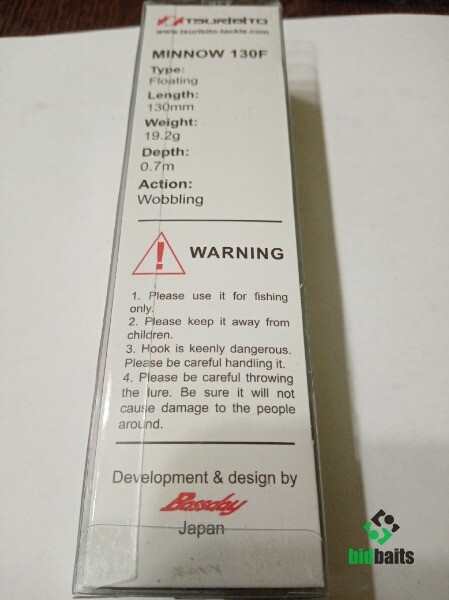 TSURIBITO
www.tsuribito-tackle.com
MINNOW 130F
Type:
Floating
Length:
130mm
Weight:
19.2g
Depth:
0.7m
Action:
Wobbling
WARNING
1. Please use it for fishing
only.
2. Please keep it away from
children.
3. Hook is keenly dangerous.
Please be careful handling it.
4. Please be careful throwing
the lure. Be sure it will not
cause damage to the people
around.
Development & design by
Bassday
Japan
bidbaits